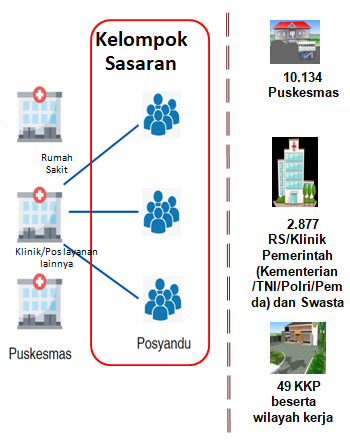 Kelompok
Sasaran
Rumah
Sakit
Klinik/Pos layanan
lainnya
Puskesmas
Posyandu
10.134
Puskesmas
2.877
RS/Klinik
Pemerintah
(Kementerian
/TNI/Polri/Pem
da) dan Swasta
49 KKP
beserta
wilayah kerja